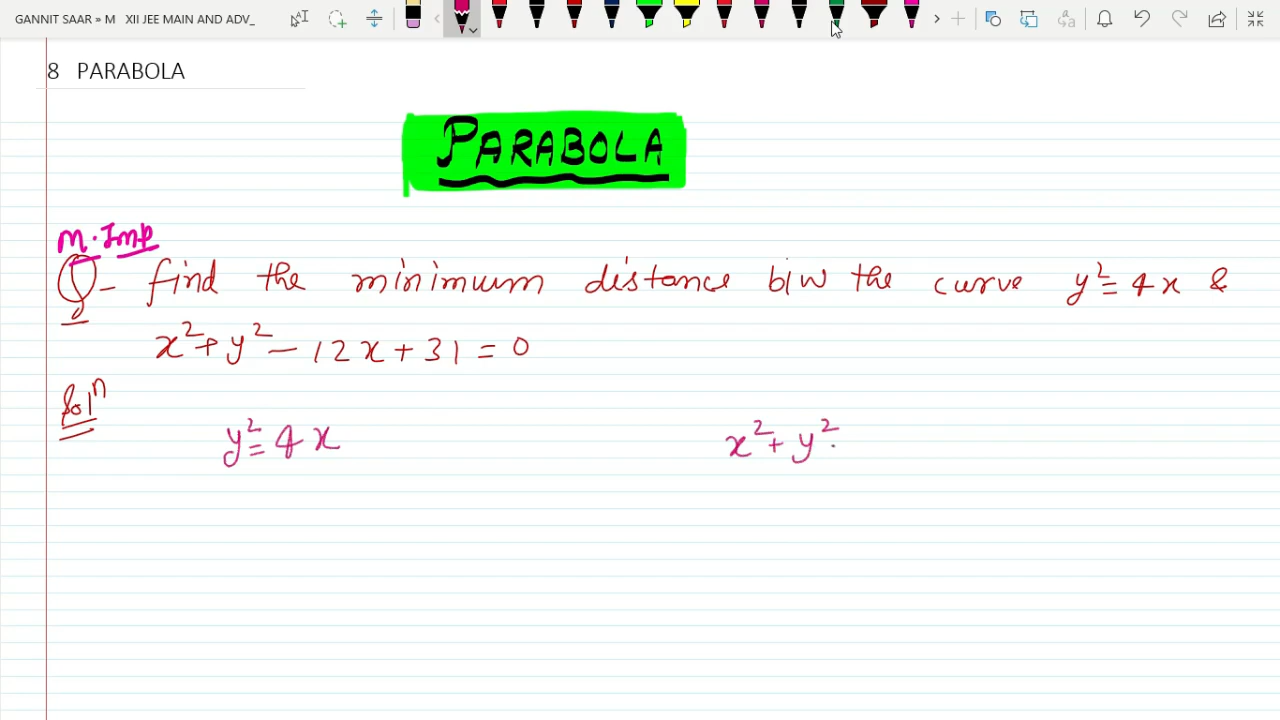 GANNIT SAAR » M XII JEE MAIN AND ADV_
8 PARABOLA
PARABOLA
M.Imp
Q- find the minimum distance b/w the curve y²=4x &
x²+y²-12x+31=0
Solⁿ
y²=4x x²+y²